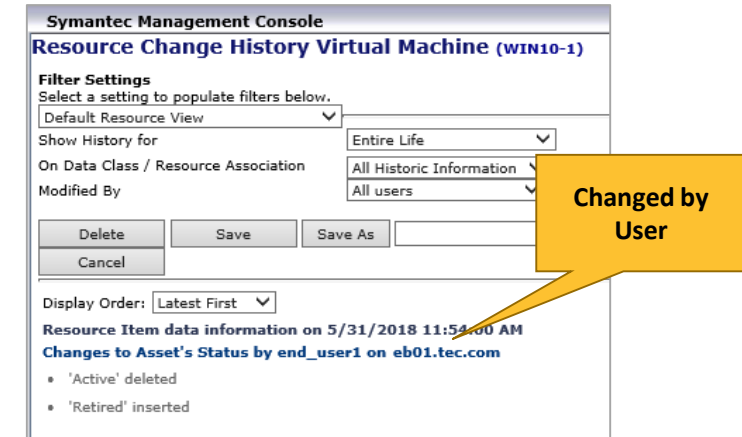 Symantec Management Console
Resource Change History Virtual Machine (WIN10-1)
Filter Settings
Select a setting to populate filters below.
Default Resource View
Show History for
Entire Life
On Data Class / Resource Association
All Historic Information
Modified By
All users
Changed by
User
Delete
Save
Save As
Cancel
Display Order: Latest First
Resource Item data information on 5/31/2018 11:54:00 AM
Changes to Asset's Status by end_user1 on eb01.tec.com
• 'Active' deleted
• 'Retired' inserted